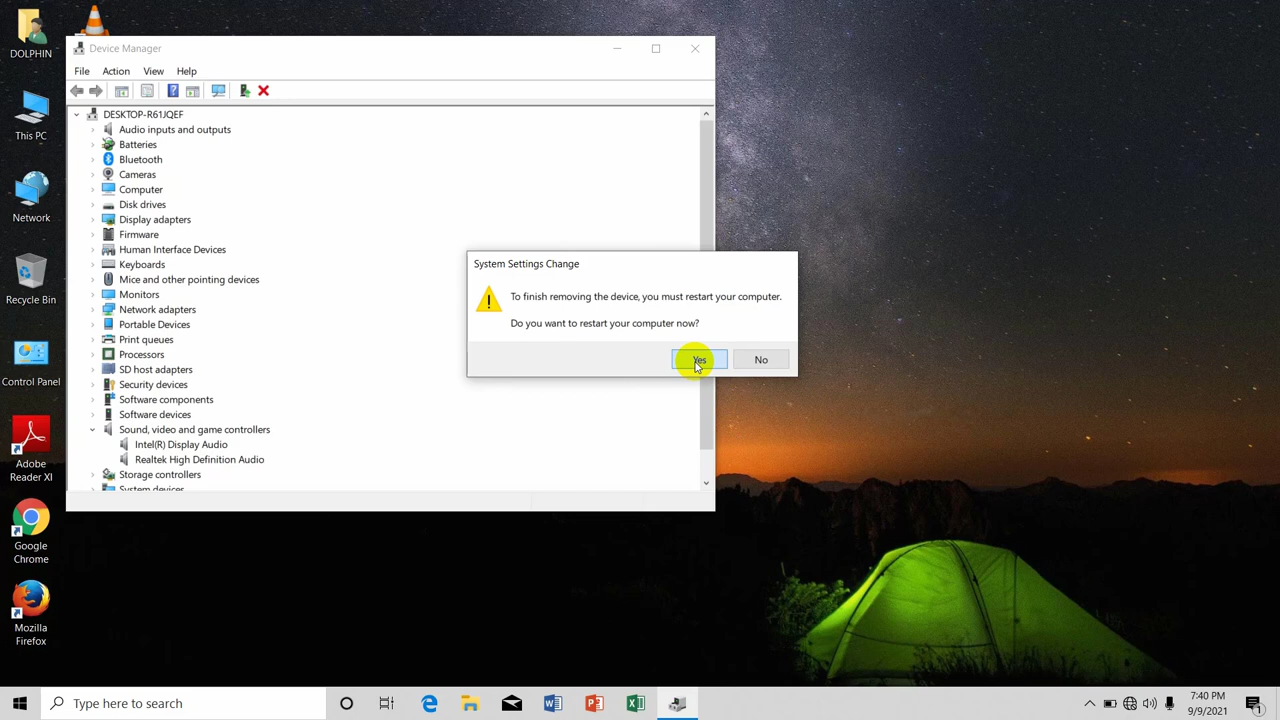 DOLPHIN
This PC
Network
Recycle Bin
Control Panel
Adobe
Reader XI
Google
Chrome
Mozilla
Firefox
Device Manager
File Action View Help
DESKTOP-R61JQEF
Audio inputs and outputs
Batteries
Bluetooth
Cameras
Computer
Disk drives
Display adapters
Firmware
Human Interface Devices
Keyboards
Mice and other pointing devices
Monitors
Network adapters
Portable Devices
Print queues
Processors
SD host adapters
Security devices
Software components
Software devices
Sound, video and game controllers
Intel(R) Display Audio
Realtek High Definition Audio
Storage controllers
System devices
System Settings Change
To finish removing the device, you must restart your computer.
Do you want to restart your computer now?
Yes No
Type here to search
7:40 PM
9/9/2021
1